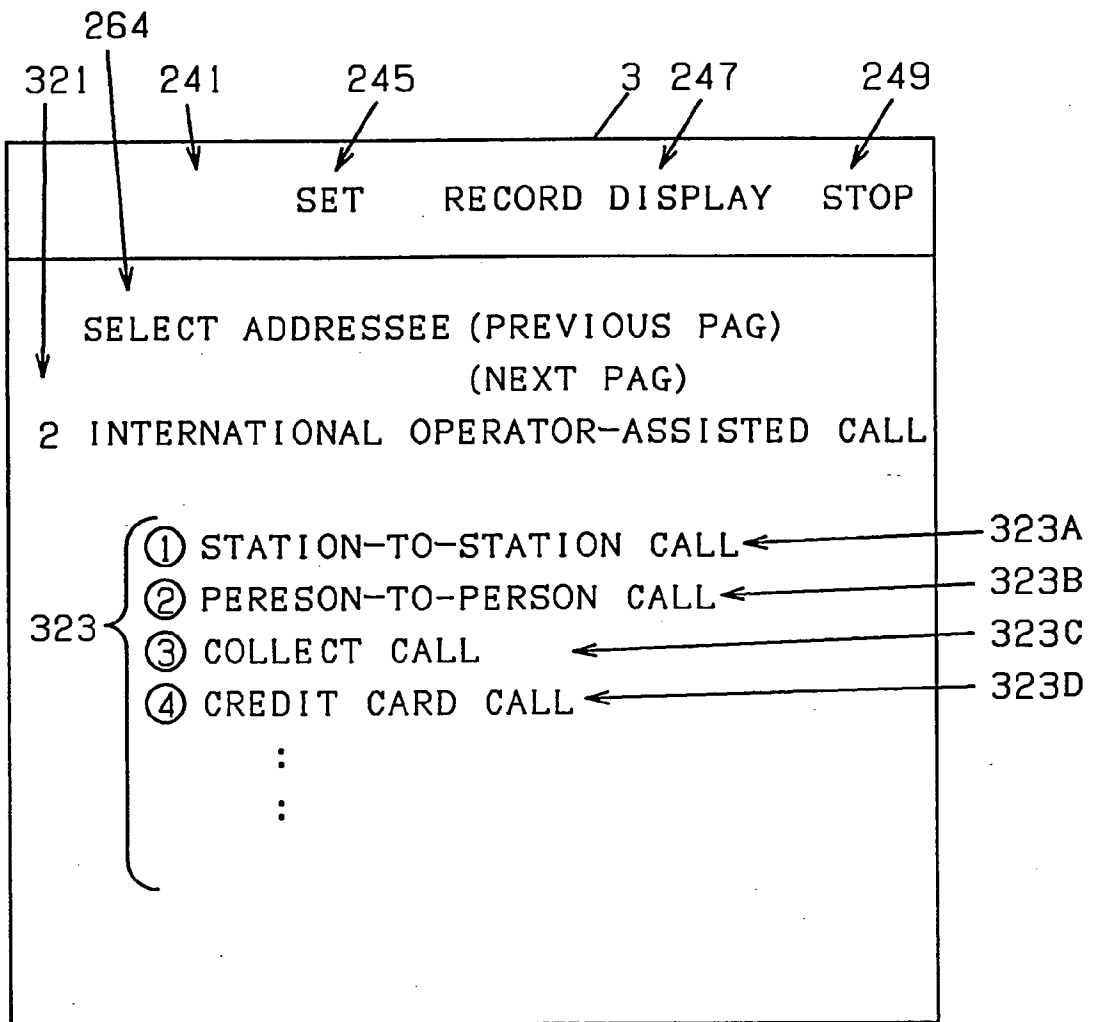 264
321 241 245 3 247 249
SET RECORD DISPLAY STOP
SELECT ADDRESSEE (PREVIOUS PAG)
(NEXT PAG)
2 INTERNATIONAL OPERATOR-ASSISTED CALL
① STATION-TO-STATION CALL 323A
② PERESON-TO-PERSON CALL 323B
323 ③ COLLECT CALL 323C
④ CREDIT CARD CALL 323D
:
: